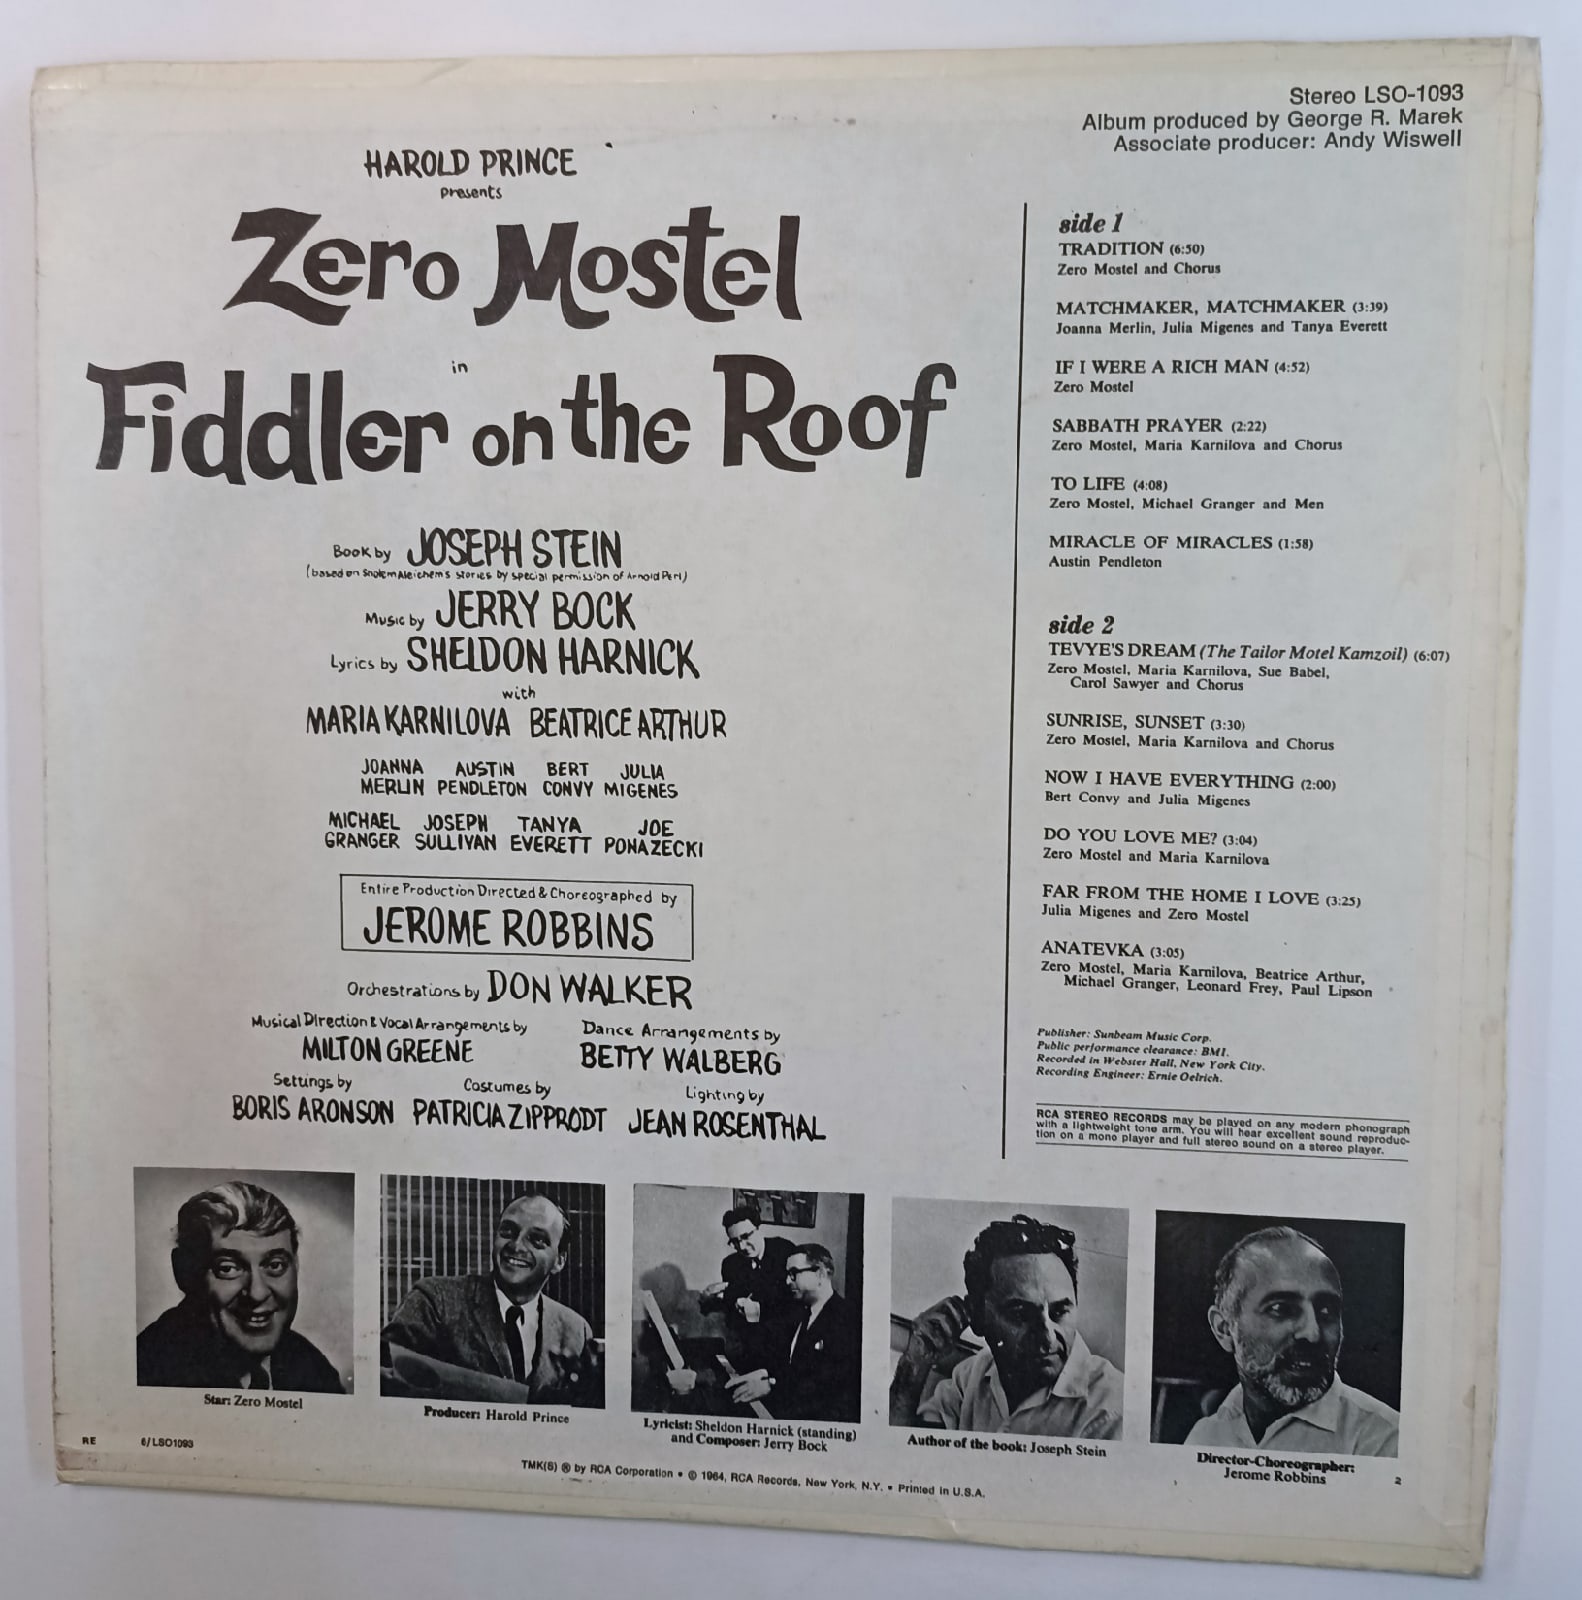 Stereo LSO-1093
Album produced by George R. Marek
Associate producer: Andy Wiswell
HAROLD PRINCE
presents
Zero Mostel
in
Fiddler on the Roof
Book by JOSEPH STEIN
(based on Sholem Aleichem's stories by special permission of Arnold Perl)
Music by JERRY BOCK
Lyrics by SHELDON HARNICK
with
MARIA KARNILOVA BEATRICE ARTHUR
JOANNA AUSTIN BERT JULIA
MERLIN PENDLETON CONVY MIGENES
MICHAEL JOSEPH TANYA JOE
GRANGER SULLIVAN EVERETT PONAZECKI
Entire Production Directed & Choreographed by
JEROME ROBBINS
Orchestrations by DON WALKER
Musical Direction & Vocal Arrangements by
MILTON GREENE
Dance Arrangements by
BETTY WALBERG
Settings by
BORIS ARONSON
Costumes by
PATRICIA ZIPPRODT
Lighting by
JEAN ROSENTHAL
side 1
TRADITION (6:50)
Zero Mostel and Chorus
MATCHMAKER, MATCHMAKER (3:39)
Joanna Merlin, Julia Migenes and Tanya Everett
IF I WERE A RICH MAN (4:52)
Zero Mostel
SABBATH PRAYER (2:22)
Zero Mostel, Maria Karnilova and Chorus
TO LIFE (4:08)
Zero Mostel, Michael Granger and Men
MIRACLE OF MIRACLES (1:58)
Austin Pendleton
side 2
TEVYE'S DREAM (The Tailor Motel Kamzoil) (6:07)
Zero Mostel, Maria Karnilova, Sue Babel,
Carol Sawyer and Chorus
SUNRISE, SUNSET (3:30)
Zero Mostel, Maria Karnilova and Chorus
NOW I HAVE EVERYTHING (2:00)
Bert Convy and Julia Migenes
DO YOU LOVE ME? (3:04)
Zero Mostel and Maria Karnilova
FAR FROM THE HOME I LOVE (3:25)
Julia Migenes and Zero Mostel
ANATEVKA (3:05)
Zero Mostel, Maria Karnilova, Beatrice Arthur,
Michael Granger, Leonard Frey, Paul Lipson
Publisher: Sunbeam Music Corp.
Public performance clearance: BMI.
Recorded in Webster Hall, New York City.
Recording Engineer: Ernie Oelrich.
RCA STEREO RECORDS may be played on any modern phonograph
with a lightweight tone arm. You will hear excellent sound reproduc-
tion on a mono player and full stereo sound on a stereo player.
Star: Zero Mostel
Producer: Harold Prince
Lyricist: Sheldon Harnick (standing)
and Composer: Jerry Bock
Author of the book: Joseph Stein
Director-Choreographer:
Jerome Robbins
RE 6/LSO1093
2
TMK(S) ® by RCA Corporation • © 1964, RCA Records, New York, N.Y. • Printed in U.S.A.